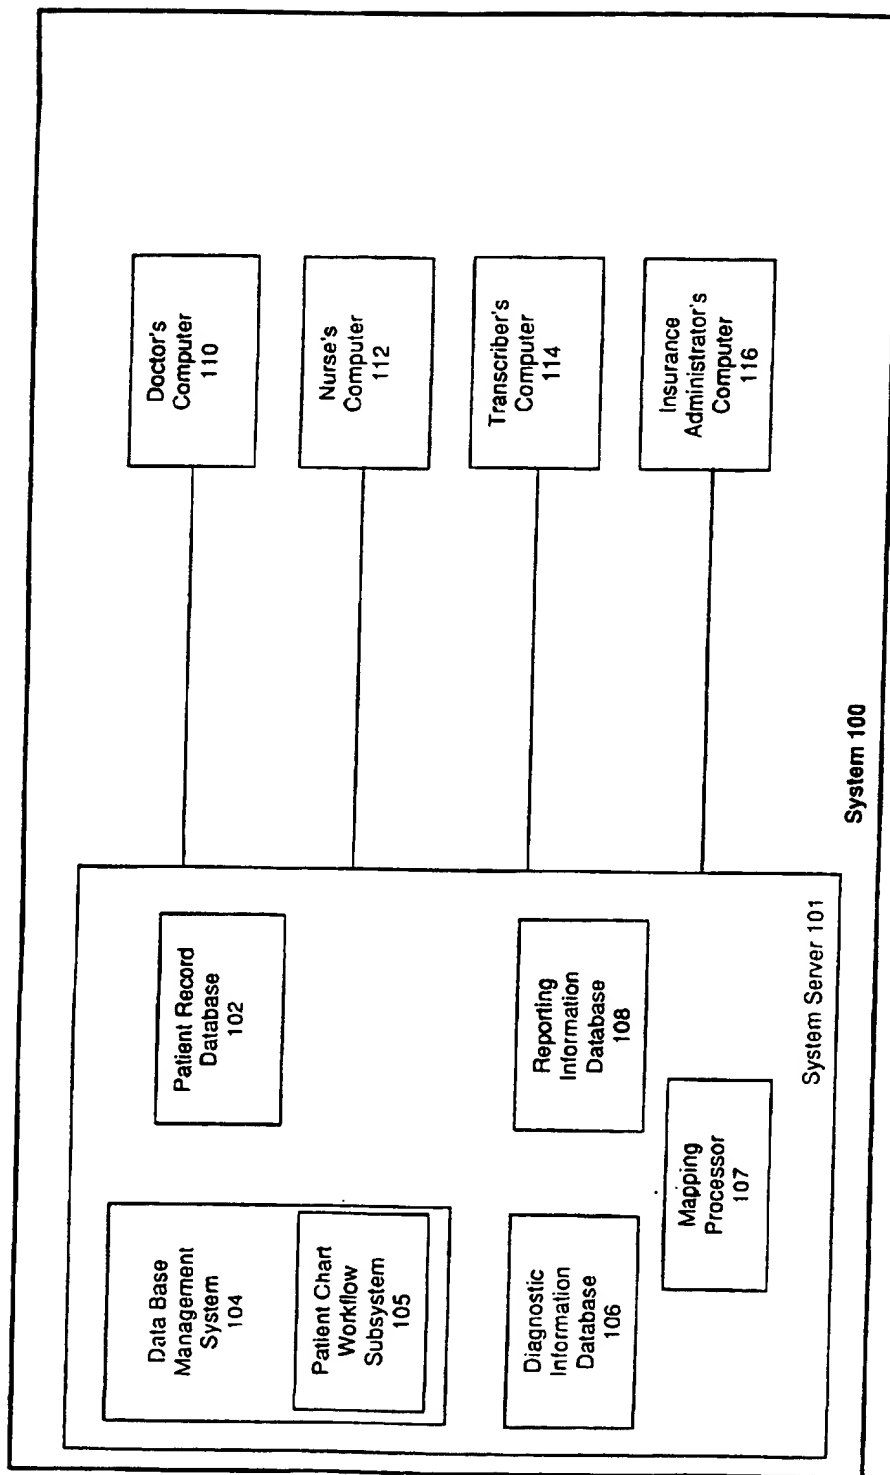 Data Base
Management
System
104
Patient Chart
Workflow
Subsystem
105
Patient Record
Database
102
Diagnostic
Information
Database
106
Reporting
Information
Database
108
Mapping
Processor
107
System Server 101
Doctor's
Computer
110
Nurse's
Computer
112
Transcriber's
Computer
114
Insurance
Administrator's
Computer
116
System 100